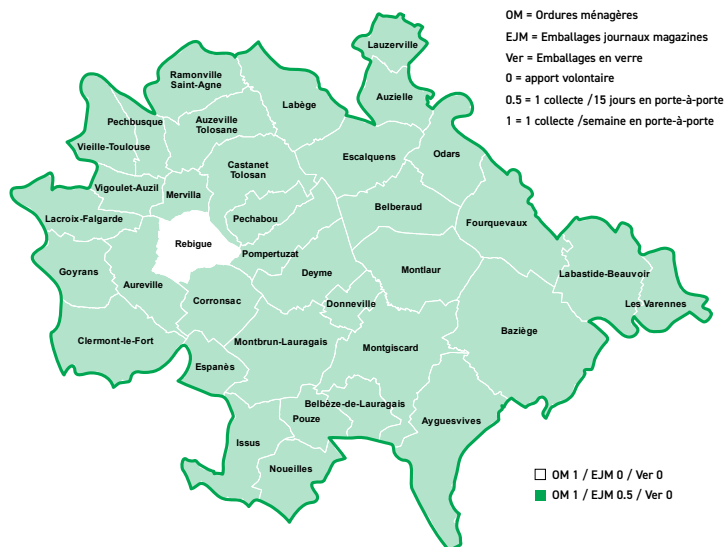 OM = Ordures ménagères
EJM = Emballages journaux magazines
Ver = Emballages en verre
0 = apport volontaire
0.5 = 1 collecte /15 jours en porte-à-porte
1 = 1 collecte /semaine en porte-à-porte
Lauzerville
Ramonville
Saint-Agne
Auzielle
Labège
Pechbusque
Auzeville
Tolosane
Vieille-Toulouse
Escalquens
Odars
Castanet
Tolosan
Vigoulet-Auzil
Mervilla
Belberaud
Lacroix-Falgarde
Pechabou
Fourquevaux
Rebigue
Pompertuzat
Goyrans
Deyme
Montlaur
Labastide-Beauvoir
Aureville
Corronsac
Donneville
Les Varennes
Baziège
Clermont-le-Fort
Montbrun-Lauragais
Montgiscard
Espanès
Belbèze-de-Lauragais
Pouze
Ayguesvives
Issus
Noueilles
OM 1 / EJM 0 / Ver 0
OM 1 / EJM 0.5 / Ver 0